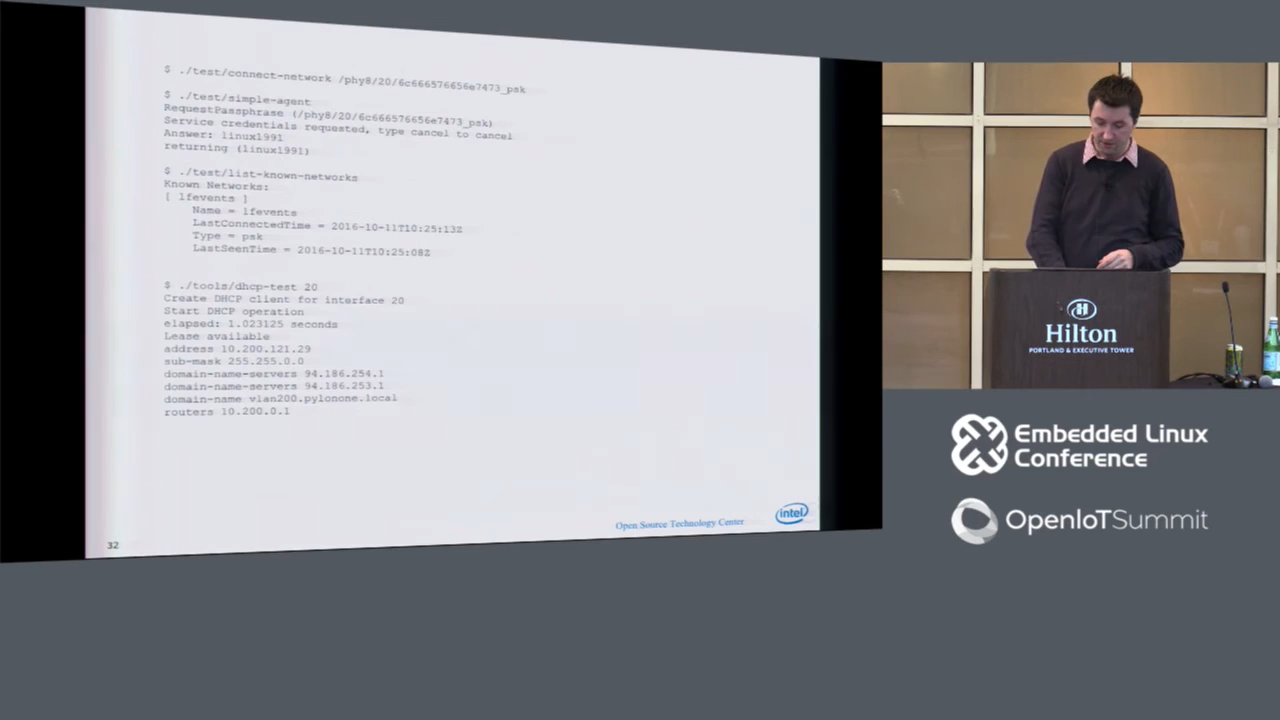 $ ./test/connect-network /phy8/20/6c666576656e7473_psk
$ ./test/simple-agent
RequestPassphrase (/phy8/20/6c666576656e7473_psk)
Service credentials requested, type cancel to cancel
Answer: linux1991
returning (linux1991)
$ ./test/list-known-networks
Known Networks:
[ lfevents ]
Name = lfevents
LastConnectedTime = 2016-10-11T10:25:13Z
Type = psk
LastSeenTime = 2016-10-11T10:25:08Z
$ ./tools/dhcp-test 20
Create DHCP client for interface 20
Start DHCP operation
elapsed: 1.023125 seconds
Lease available
address 10.200.121.29
sub-mask 255.255.0.0
domain-name-servers 94.186.254.1
domain-name-servers 94.186.253.1
domain-name vlan200.pylonone.local
routers 10.200.0.1
Open Source Technology Center
intel
32
H
Hilton
PORTLAND & EXECUTIVE TOWER
Embedded Linux
Conference
OpenIoTSummit